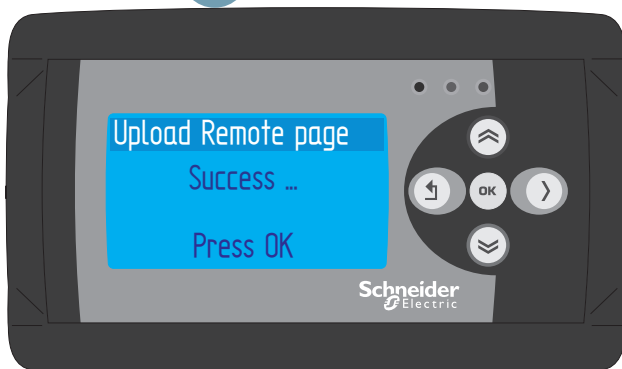 Upload Remote page
Success ...
Press OK
OK
Schneider
Electric